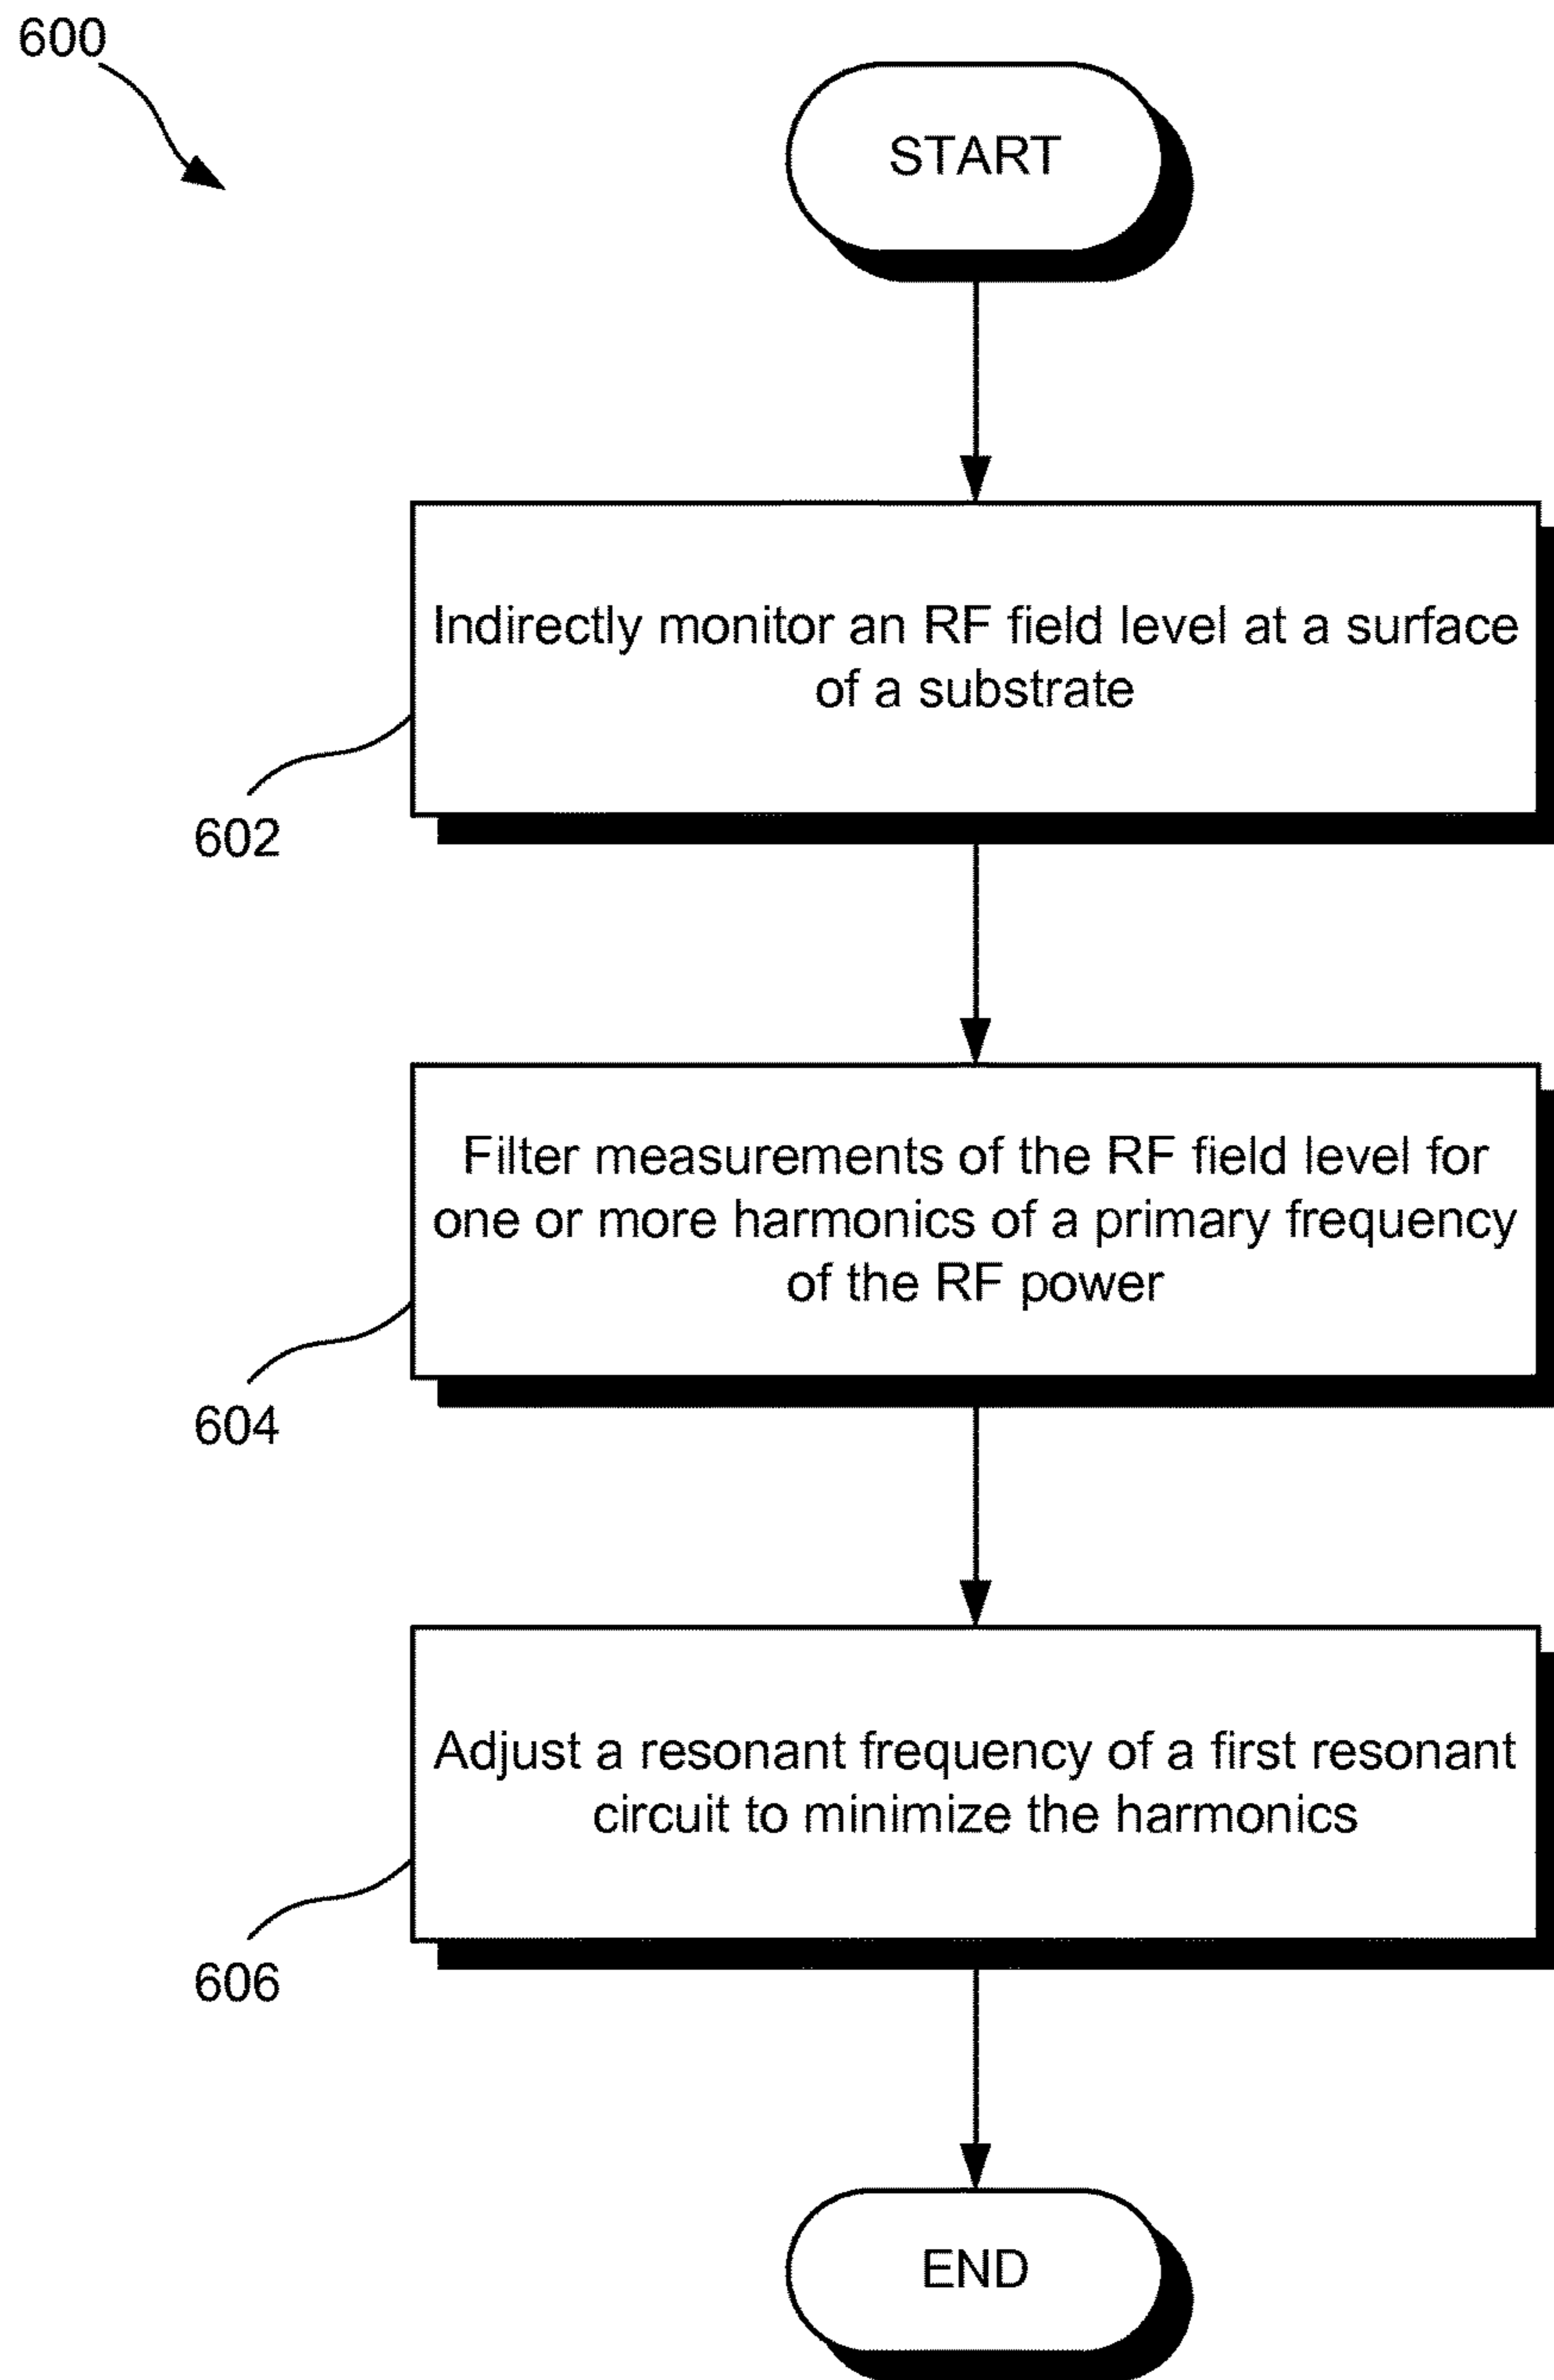 600
START
Indirectly monitor an RF field level at a surface
of a substrate
602
Filter measurements of the RF field level for
one or more harmonics of a primary frequency
of the RF power
604
Adjust a resonant frequency of a first resonant
circuit to minimize the harmonics
606
END